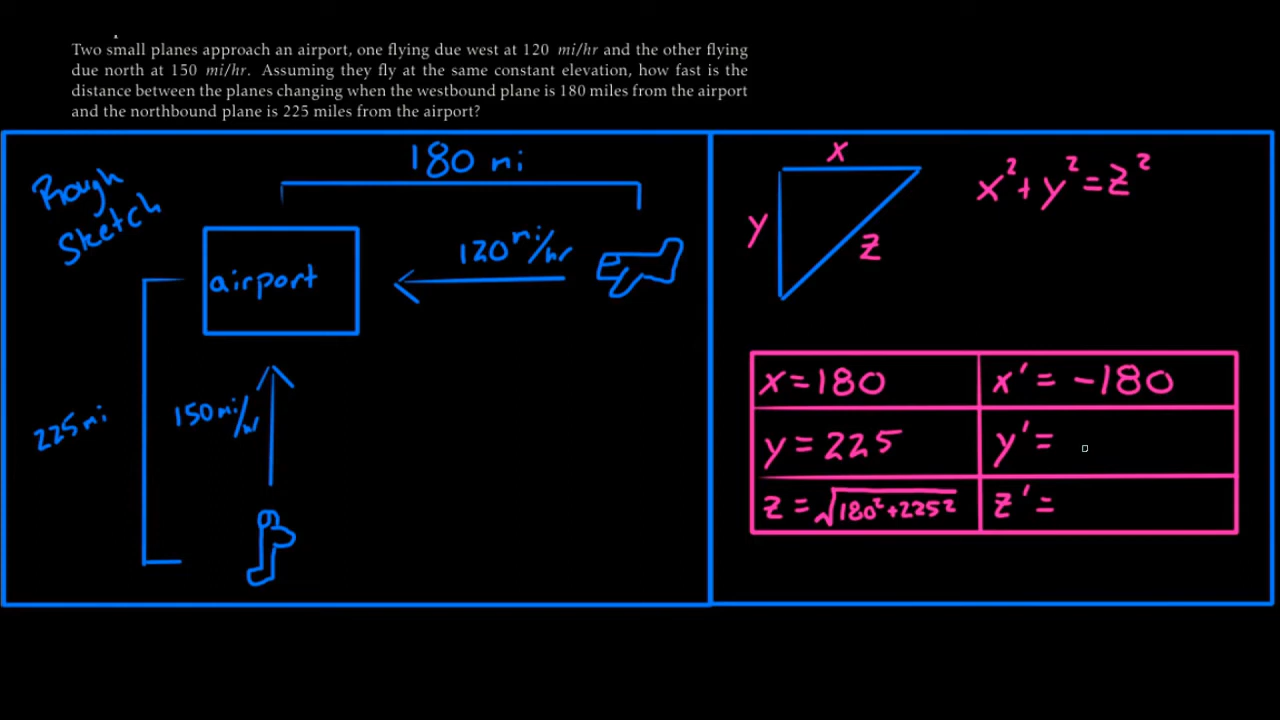 Two small planes approach an airport, one flying due west at 120 mi/hr and the other flying
due north at 150 mi/hr. Assuming they fly at the same constant elevation, how fast is the
distance between the planes changing when the westbound plane is 180 miles from the airport
and the northbound plane is 225 miles from the airport?
Rough
Sketch
180 mi
airport
120 mi/hr
225 mi
150 mi/hr
x
y
z
x² + y² = z²
x = 180
x' = -180
y = 225
y' =
z = √180² + 225²
z' =